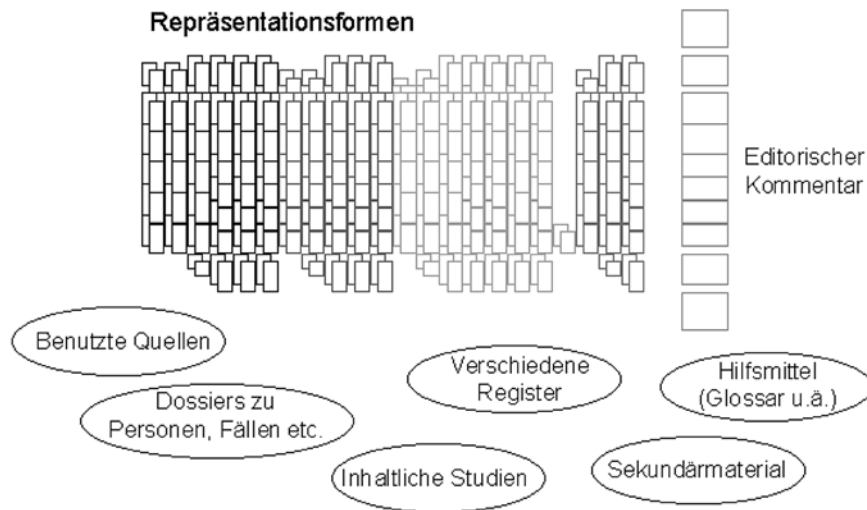 Repräsentationsformen
Editorischer
Kommentar
Benutzte Quellen
Verschiedene
Register
Hilfsmittel
(Glossar u.ä.)
Dossiers zu
Personen, Fällen etc.
Inhaltliche Studien
Sekundärmaterial